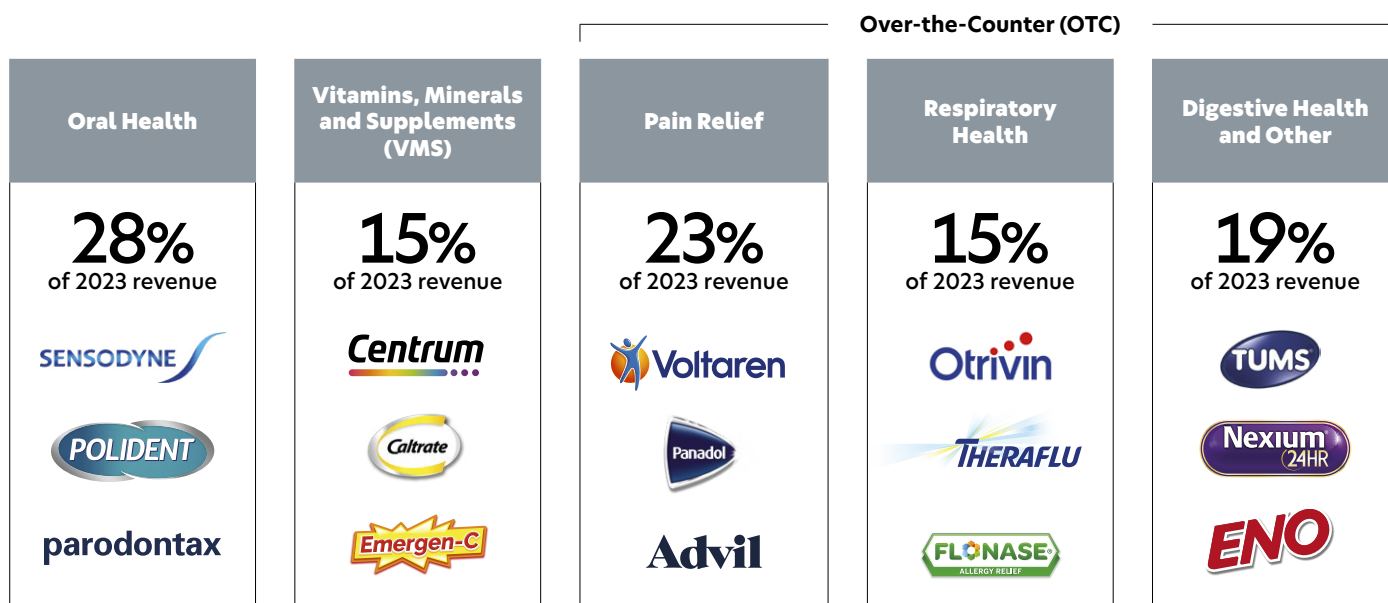 Over-the-Counter (OTC)
Oral Health
28%
of 2023 revenue
SENSODYNE
POLIDENT
parodontax
Vitamins, Minerals
and Supplements
(VMS)
15%
of 2023 revenue
Centrum
Caltrate
Emergen-C
Pain Relief
23%
of 2023 revenue
Voltaren
Panadol
Advil
Respiratory
Health
15%
of 2023 revenue
Otrivin
THERAFLU
FLONASE®
ALLERGY RELIEF
Digestive Health
and Other
19%
of 2023 revenue
TUMS
Nexium
24HR
ENO